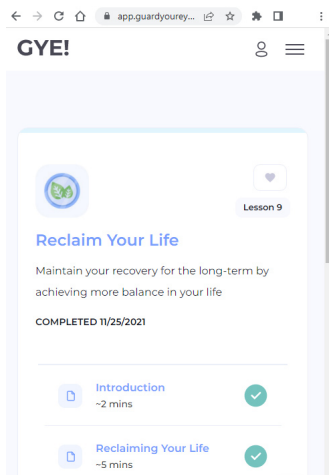 app.guardyourey...
GYE!
Lesson 9
Reclaim Your Life
Maintain your recovery for the long-term by
achieving more balance in your life
COMPLETED 11/25/2021
Introduction
~2 mins
Reclaiming Your Life
~5 mins